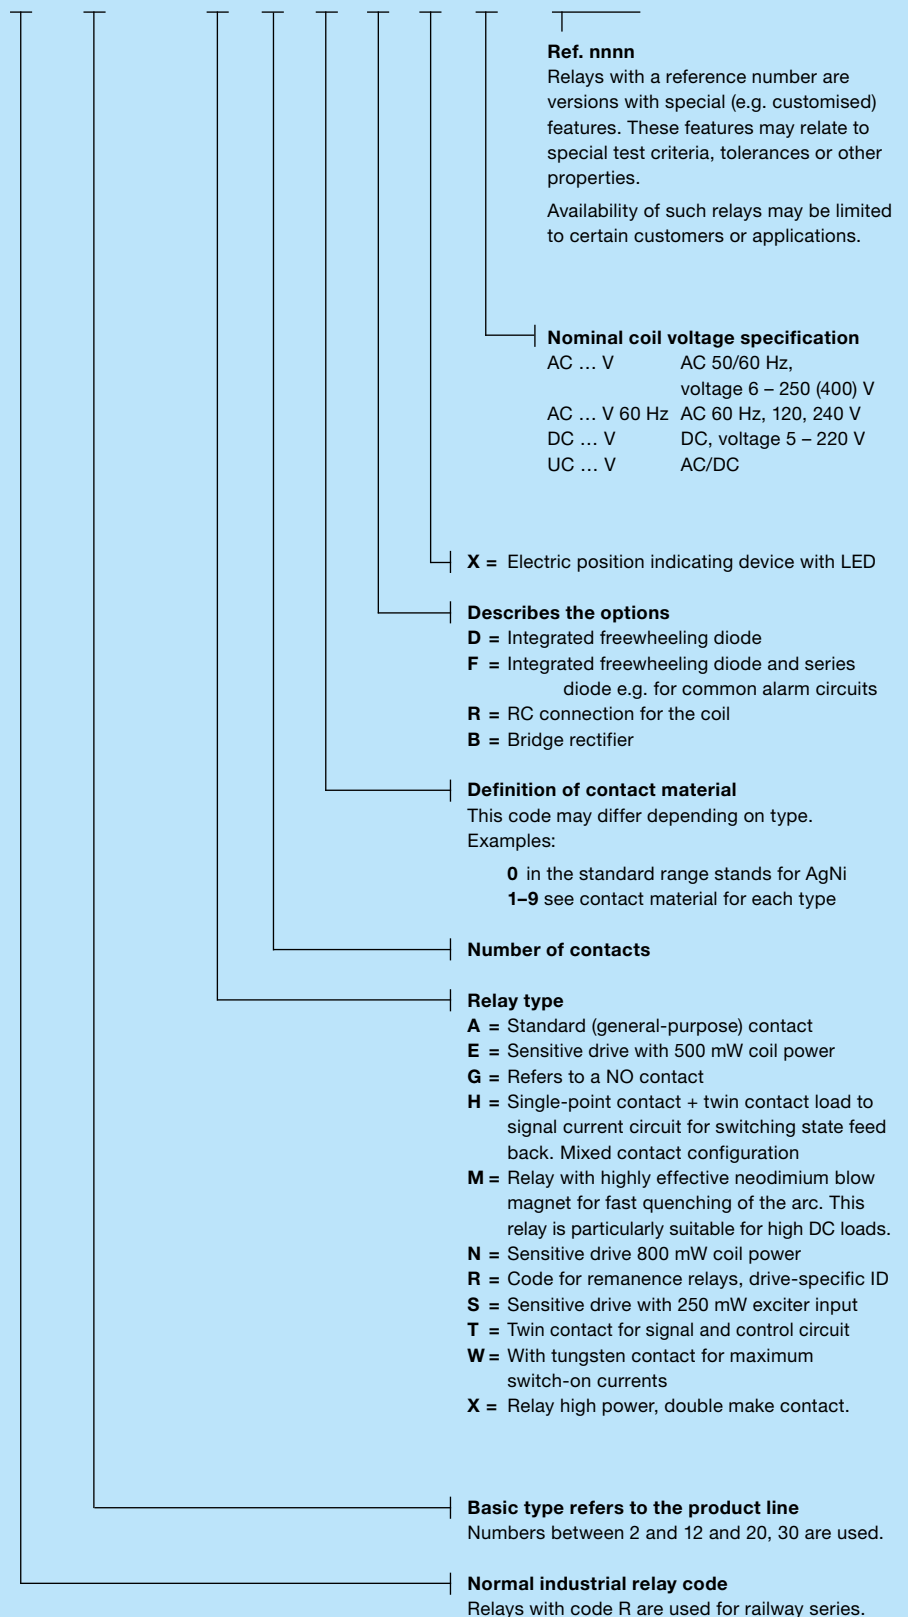 Ref. nnnn
Relays with a reference number are
versions with special (e.g. customised)
features. These features may relate to
special test criteria, tolerances or other
properties.
Availability of such relays may be limited
to certain customers or applications.
Nominal coil voltage specification
AC … V AC 50/60 Hz,
voltage 6 – 250 (400) V
AC … V 60 Hz AC 60 Hz, 120, 240 V
DC … V DC, voltage 5 – 220 V
UC … V AC/DC
X = Electric position indicating device with LED
Describes the options
D = Integrated freewheeling diode
F = Integrated freewheeling diode and series
diode e.g. for common alarm circuits
R = RC connection for the coil
B = Bridge rectifier
Definition of contact material
This code may differ depending on type.
Examples:
0 in the standard range stands for AgNi
1–9 see contact material for each type
Number of contacts
Relay type
A = Standard (general-purpose) contact
E = Sensitive drive with 500 mW coil power
G = Refers to a NO contact
H = Single-point contact + twin contact load to
signal current circuit for switching state feed
back. Mixed contact configuration
M = Relay with highly effective neodimium blow
magnet for fast quenching of the arc. This
relay is particularly suitable for high DC loads.
N = Sensitive drive 800 mW coil power
R = Code for remanence relays, drive-specific ID
S = Sensitive drive with 250 mW exciter input
T = Twin contact for signal and control circuit
W = With tungsten contact for maximum
switch-on currents
X = Relay high power, double make contact.
Basic type refers to the product line
Numbers between 2 and 12 and 20, 30 are used.
Normal industrial relay code
Relays with code R are used for railway series.